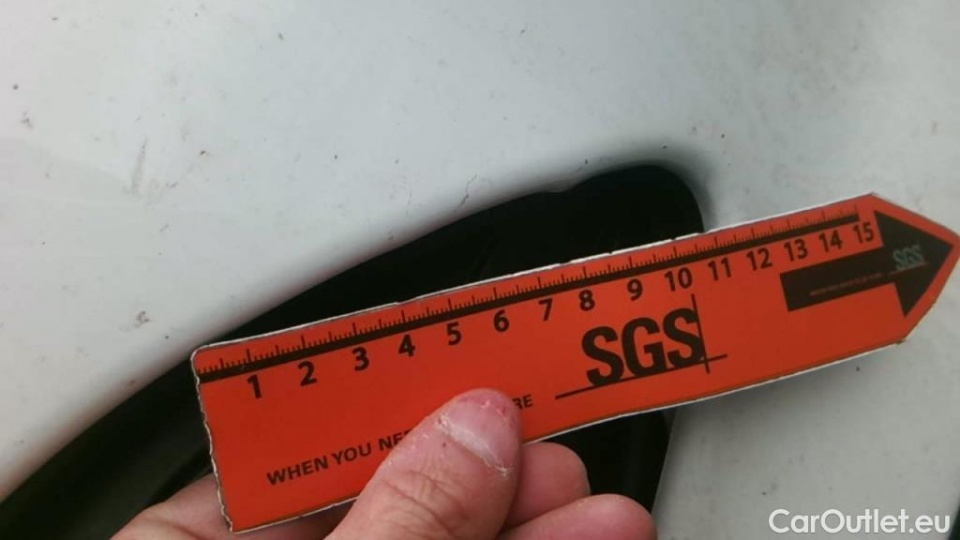 1 2 3 4 5 6 7 8 9 10 11 12 13 14 15
SGS
SGS
WHEN YOU NE RE
CarOutlet.eu